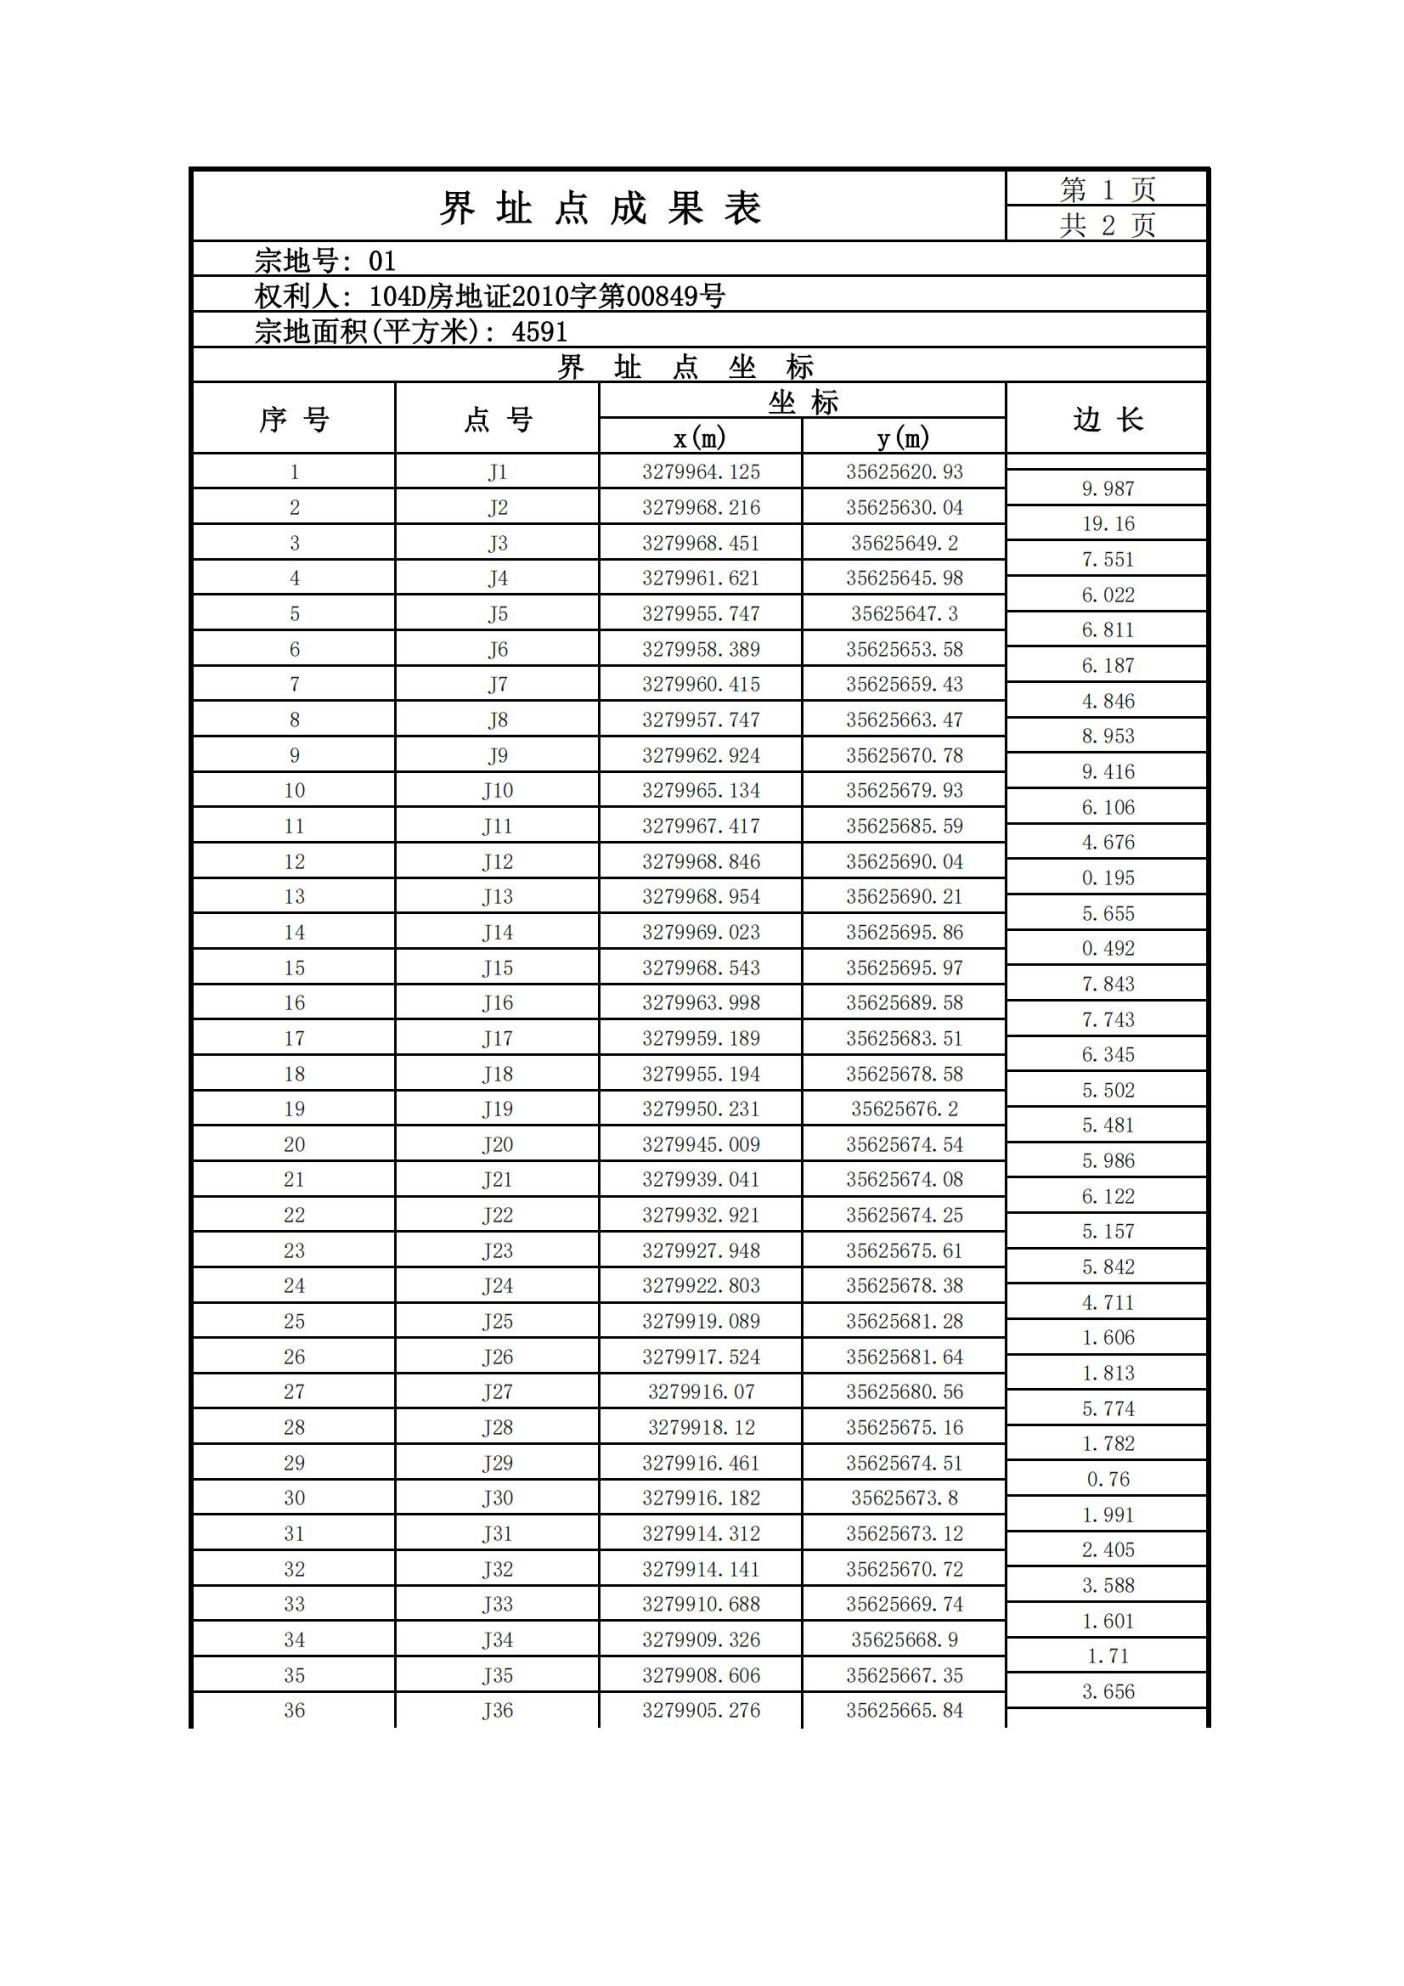 界 址 点 成 果 表
第 1 页
共 2 页
宗地号: 01
权利人: 104D房地证2010字第00849号
宗地面积(平方米): 4591
界 址 点 坐 标
序 号 点 号 坐 标 边 长
x(m) y(m)
1 J1 3279964.125 35625620.93
9.987
2 J2 3279968.216 35625630.04
19.16
3 J3 3279968.451 35625649.2
7.551
4 J4 3279961.621 35625645.98
6.022
5 J5 3279955.747 35625647.3
6.811
6 J6 3279958.389 35625653.58
6.187
7 J7 3279960.415 35625659.43
4.846
8 J8 3279957.747 35625663.47
8.953
9 J9 3279962.924 35625670.78
9.416
10 J10 3279965.134 35625679.93
6.106
11 J11 3279967.417 35625685.59
4.676
12 J12 3279968.846 35625690.04
0.195
13 J13 3279968.954 35625690.21
5.655
14 J14 3279969.023 35625695.86
0.492
15 J15 3279968.543 35625695.97
7.843
16 J16 3279963.998 35625689.58
7.743
17 J17 3279959.189 35625683.51
6.345
18 J18 3279955.194 35625678.58
5.502
19 J19 3279950.231 35625676.2
5.481
20 J20 3279945.009 35625674.54
5.986
21 J21 3279939.041 35625674.08
6.122
22 J22 3279932.921 35625674.25
5.157
23 J23 3279927.948 35625675.61
5.842
24 J24 3279922.803 35625678.38
4.711
25 J25 3279919.089 35625681.28
1.606
26 J26 3279917.524 35625681.64
1.813
27 J27 3279916.07 35625680.56
5.774
28 J28 3279918.12 35625675.16
1.782
29 J29 3279916.461 35625674.51
0.76
30 J30 3279916.182 35625673.8
1.991
31 J31 3279914.312 35625673.12
2.405
32 J32 3279914.141 35625670.72
3.588
33 J33 3279910.688 35625669.74
1.601
34 J34 3279909.326 35625668.9
1.71
35 J35 3279908.606 35625667.35
3.656
36 J36 3279905.276 35625665.84